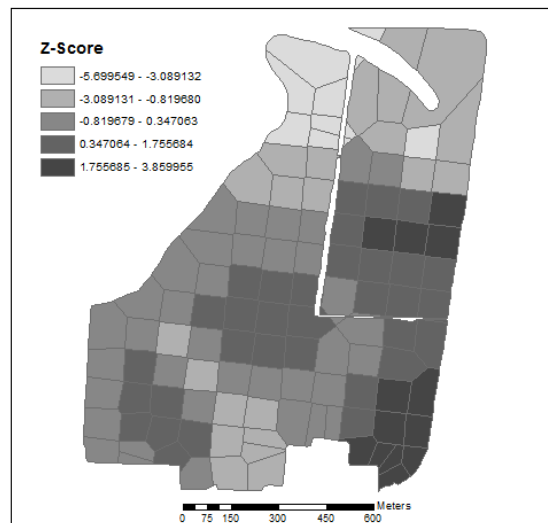 Z-Score
-5.699549 - -3.089132
-3.089131 - -0.819680
-0.819679 - 0.347063
0.347064 - 1.755684
1.755685 - 3.859955
Meters
0 75 150 300 450 600